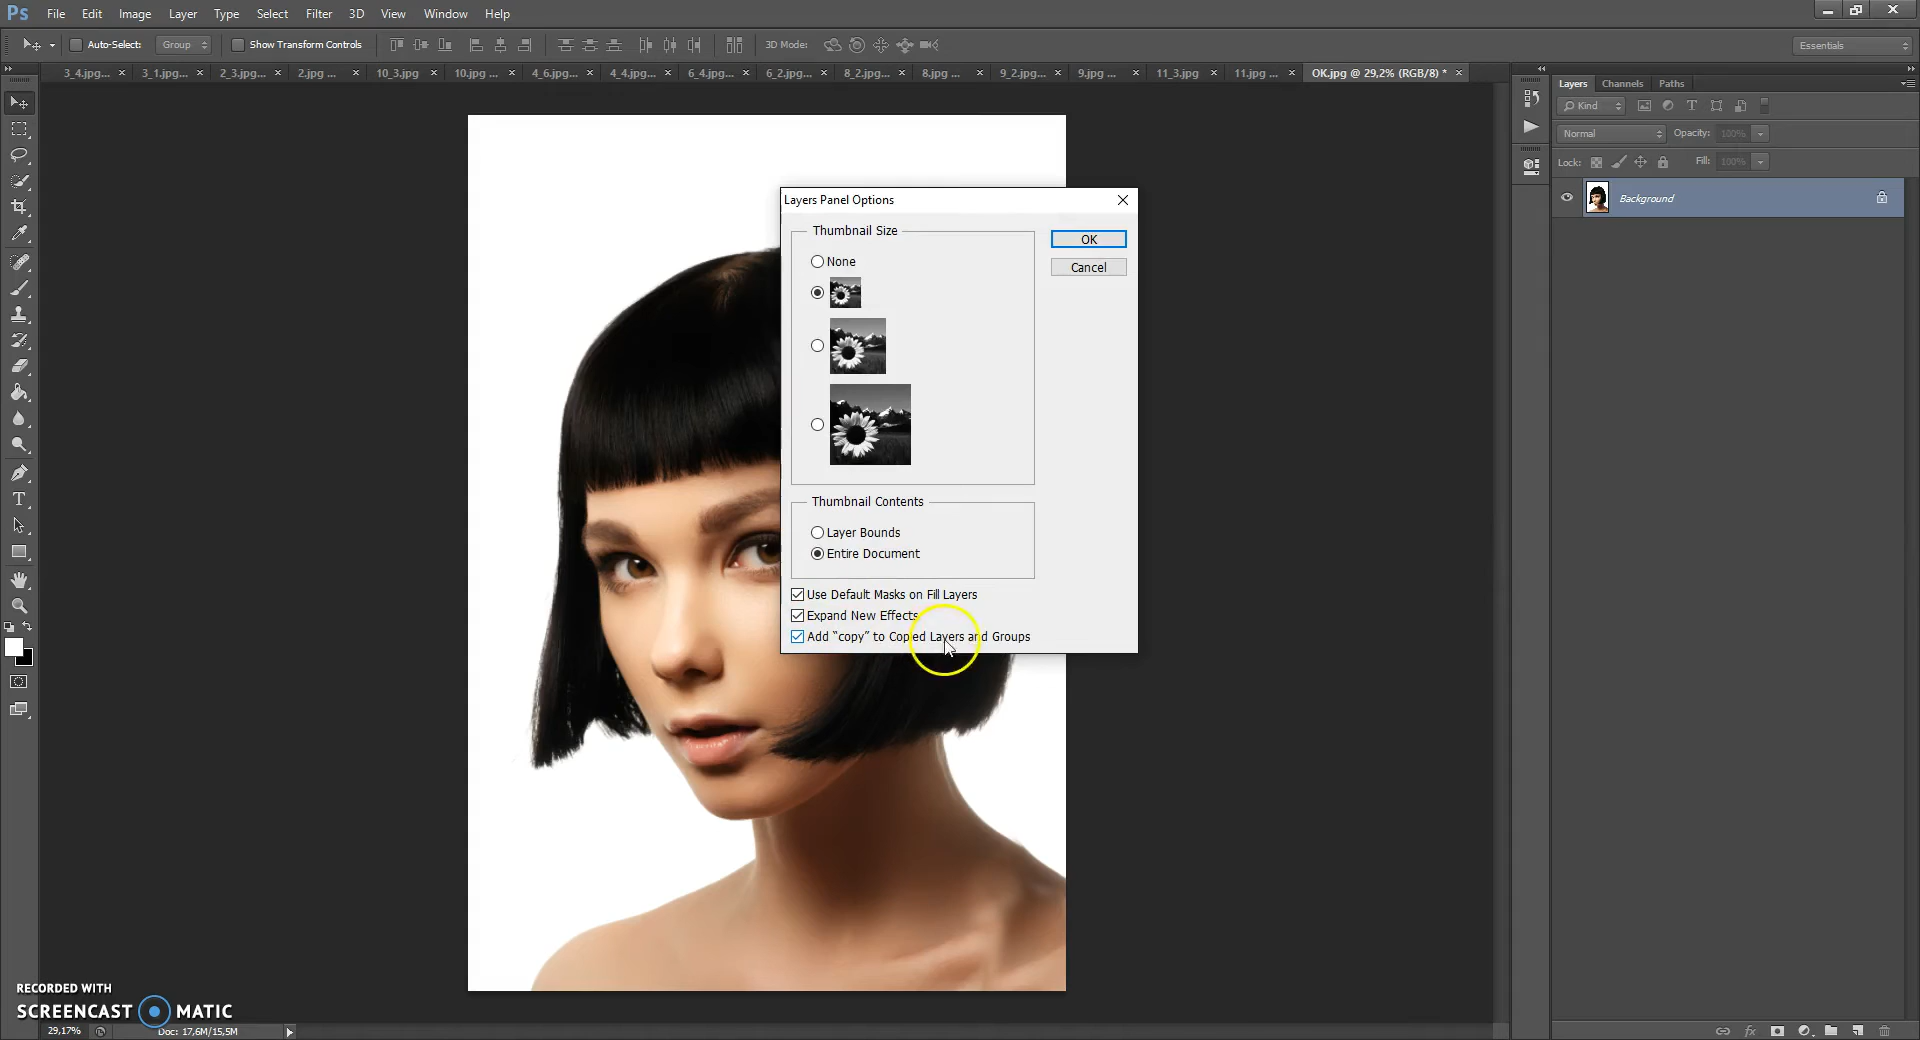 Ps File Edit Image Layer Type Select Filter 3D View Window Help
Auto-Select: Group Show Transform Controls 3D Mode: Essentials
3_4.jpg... × 3_1.jpg... × 2_3.jpg... × 2.jpg ... × 10_3.jpg × 10.jpg ... × 4_6.jpg... × 4_4.jpg... × 6_4.jpg... × 6_2.jpg... × 8_2.jpg... × 8.jpg ... × 9_2.jpg... × 9.jpg ... × 11_3.jpg × 11.jpg ... × OK.jpg @ 29,2% (RGB/8) * ×
Layers Channels Paths
Kind
Normal Opacity: 100%
Lock: Fill: 100%
Background
Layers Panel Options
Thumbnail Size
OK
None
Cancel
Thumbnail Contents
Layer Bounds
Entire Document
Use Default Masks on Fill Layers
Expand New Effects
Add “copy” to Copied Layers and Groups
RECORDED WITH
SCREENCAST MATIC
29,17% Doc: 17,6M/15,5M